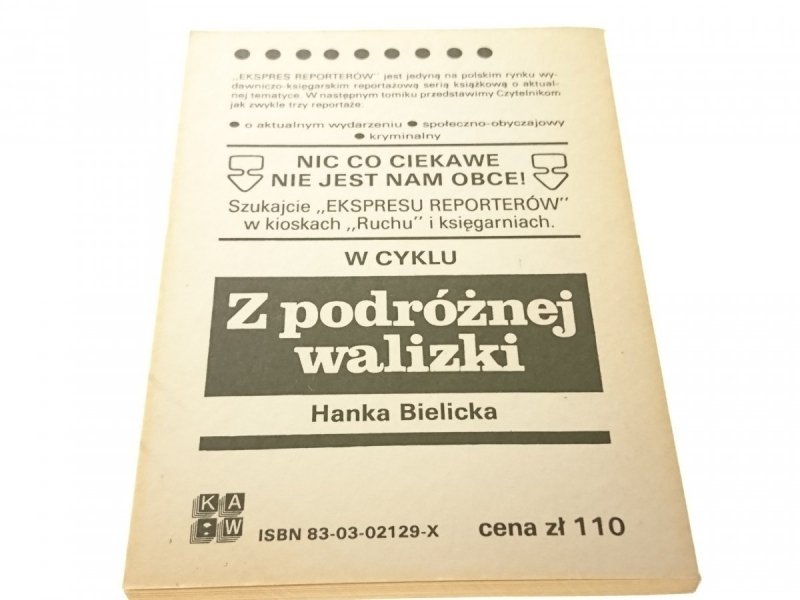 „EKSPRES REPORTERÓW” jest jedyną na polskim rynku wy-
dawniczo-księgarskim reportażową serią książkową o aktual-
nej tematyce. W następnym tomiku przedstawimy Czytelnikom
jak zwykle trzy reportaże:
● o aktualnym wydarzeniu ● społeczno-obyczajowy
● kryminalny
NIC CO CIEKAWE
NIE JEST NAM OBCE!
Szukajcie „EKSPRESU REPORTERÓW”
w kioskach „Ruchu” i księgarniach.
W CYKLU
Z podróżnej
walizki
Hanka Bielicka
KAW
ISBN 83-03-02129-X
cena zł 110